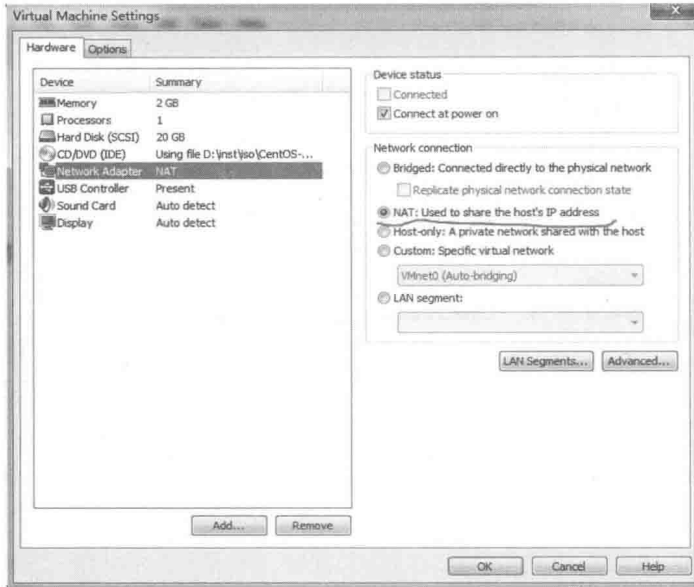 Virtual Machine Settings
Hardware Options
Device Summary
Memory 2 GB
Processors 1
Hard Disk (SCSI) 20 GB
CD/DVD (IDE) Using file D:\inst\iso\CentOS-...
Network Adapter NAT
USB Controller Present
Sound Card Auto detect
Display Auto detect
Add... Remove
Device status
Connected
Connect at power on
Network connection
Bridged: Connected directly to the physical network
Replicate physical network connection state
NAT: Used to share the host's IP address
Host-only: A private network shared with the host
Custom: Specific virtual network
VMnet0 (Auto-bridging)
LAN segment:
LAN Segments... Advanced...
OK Cancel Help